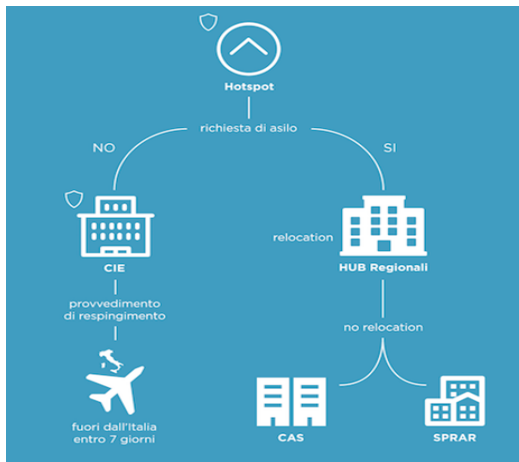 Hotspot
richiesta di asilo
NO
SI
relocation
CIE
HUB Regionali
provvedimento
di respingimento
no relocation
fuori dall'Italia
entro 7 giorni
CAS
SPRAR